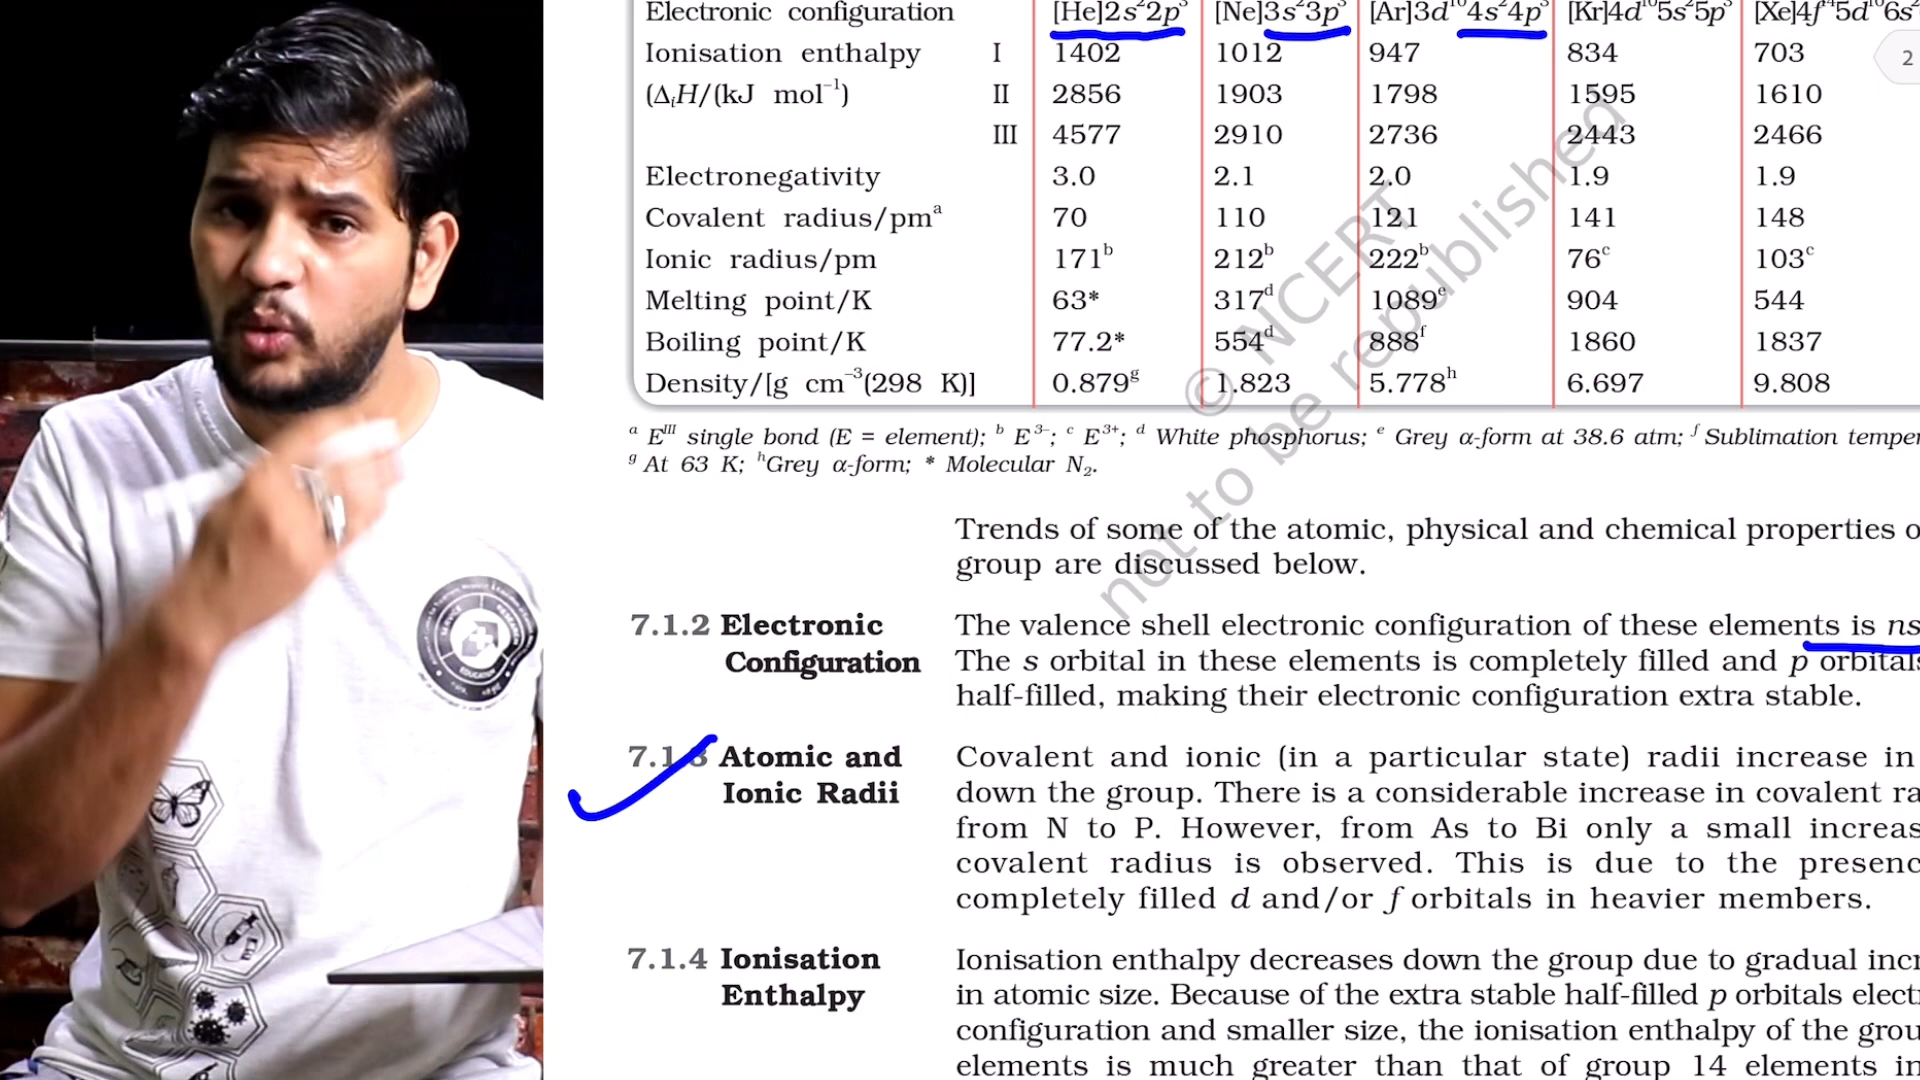 Electronic configuration [He]2s²2p³ [Ne]3s²3p³ [Ar]3d¹⁰4s²4p³ [Kr]4d¹⁰5s²5p³ [Xe]4f¹⁴5d¹⁰6s²
Ionisation enthalpy I 1402 1012 947 834 703
2
(ΔᵢH/(kJ mol⁻¹) II 2856 1903 1798 1595 1610
III 4577 2910 2736 2443 2466
Electronegativity 3.0 2.1 2.0 1.9 1.9
Covalent radius/pmᵃ 70 110 121 141 148
Ionic radius/pm 171ᵇ 212ᵇ 222ᵇ 76ᶜ 103ᶜ
Melting point/K 63* 317ᵈ 1089ᵉ 904 544
Boiling point/K 77.2* 554ᵈ 888ᶠ 1860 1837
Density/[g cm⁻³(298 K)] 0.879ᵍ 1.823 5.778ʰ 6.697 9.808
© NCERT
not to be republished
ᵃ Eᴵᴵᴵ single bond (E = element); ᵇ E³⁻; ᶜ E³⁺; ᵈ White phosphorus; ᵉ Grey α-form at 38.6 atm; ᶠ Sublimation temper
ᵍ At 63 K; ʰGrey α-form; * Molecular N₂.
Trends of some of the atomic, physical and chemical properties o
group are discussed below.
7.1.2 Electronic
Configuration
The valence shell electronic configuration of these elements is ns
The s orbital in these elements is completely filled and p orbitals
half-filled, making their electronic configuration extra stable.
7.1.3 Atomic and
Ionic Radii
Covalent and ionic (in a particular state) radii increase in
down the group. There is a considerable increase in covalent ra
from N to P. However, from As to Bi only a small increas
covalent radius is observed. This is due to the presenc
completely filled d and/or f orbitals in heavier members.
7.1.4 Ionisation
Enthalpy
Ionisation enthalpy decreases down the group due to gradual incr
in atomic size. Because of the extra stable half-filled p orbitals electr
configuration and smaller size, the ionisation enthalpy of the grou
elements is much greater than that of group 14 elements in
EDUCATION